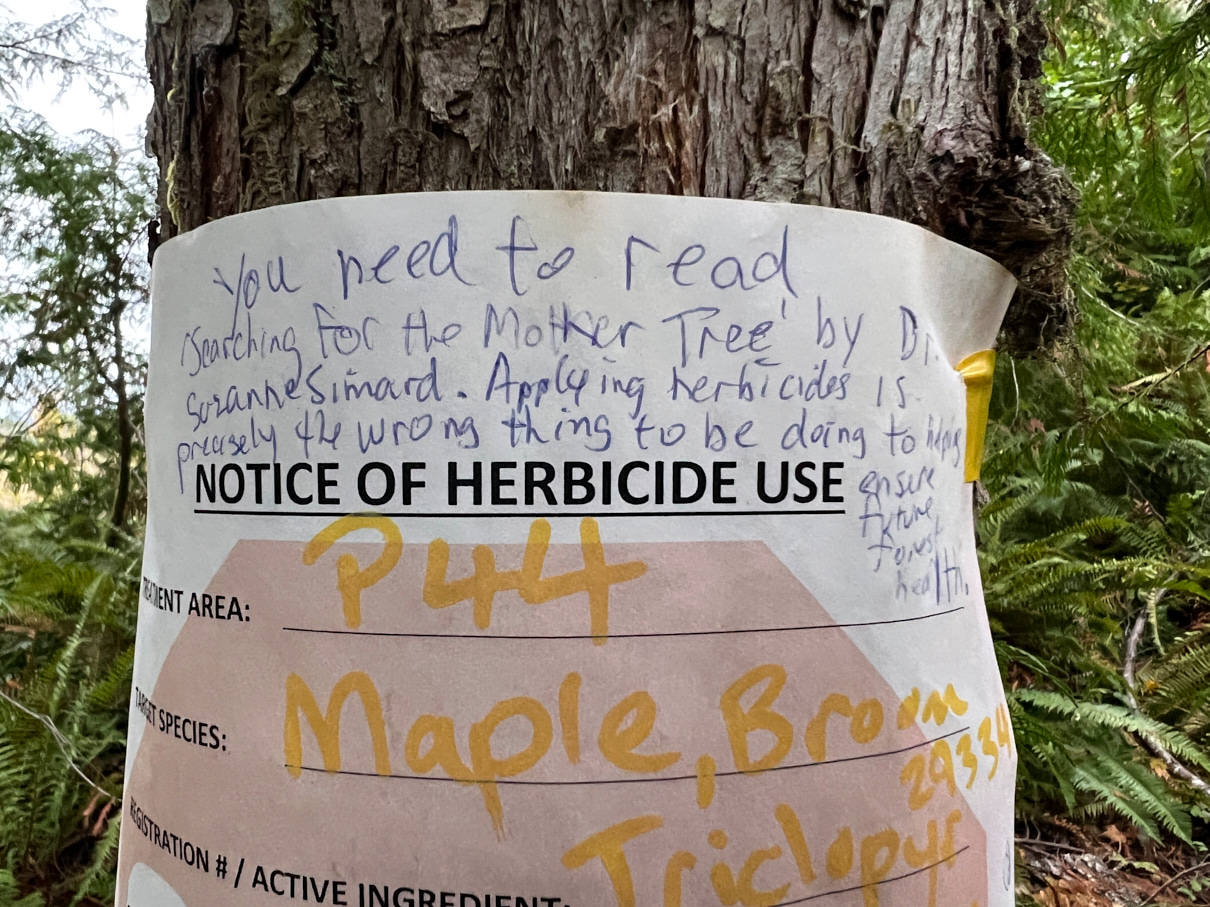 You need to read
'Searching for the Mother Tree' by Dr.
Suzanne Simard. Applying herbicides is
precisely the wrong thing to be doing to helping
ensure
future
forest
health.
NOTICE OF HERBICIDE USE
TREATMENT AREA: P44
TARGET SPECIES: Maple, Broom
29334
REGISTRATION # / ACTIVE INGREDIENT: Triclopyr